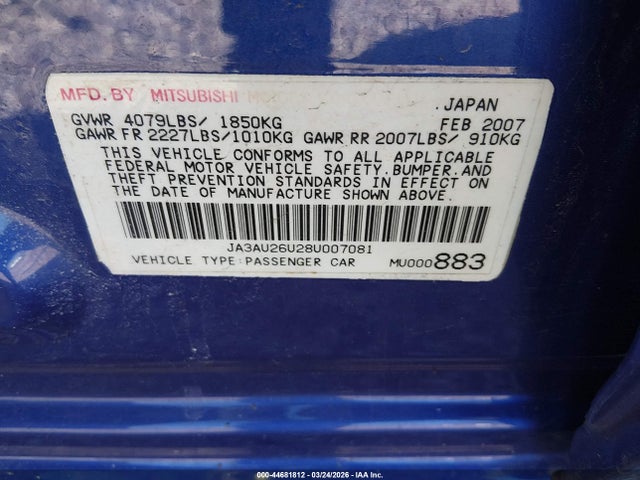 MFD. BY MITSUBISHI
JAPAN
GVWR 4079LBS/ 1850KG FEB 2007
GAWR FR 2227LBS/1010KG GAWR RR 2007LBS/ 910KG
THIS VEHICLE CONFORMS TO ALL APPLICABLE
FEDERAL MOTOR VEHICLE SAFETY, BUMPER, AND
THEFT PREVENTION STANDARDS IN EFFECT ON
THE DATE OF MANUFACTURE SHOWN ABOVE.
JA3AU26U28U007081
VEHICLE TYPE:PASSENGER CAR MU000883
000-44681812 - 03/24/2026 - IAA Inc.